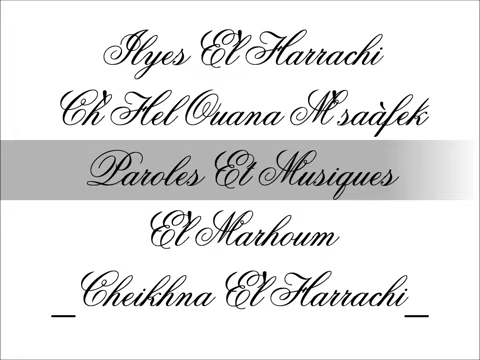 Ilyes El Harrachi
Ch'Hel Ouana M'saàfek
Paroles Et Musiques
El Marhoum
_Cheikhna El Harrachi_